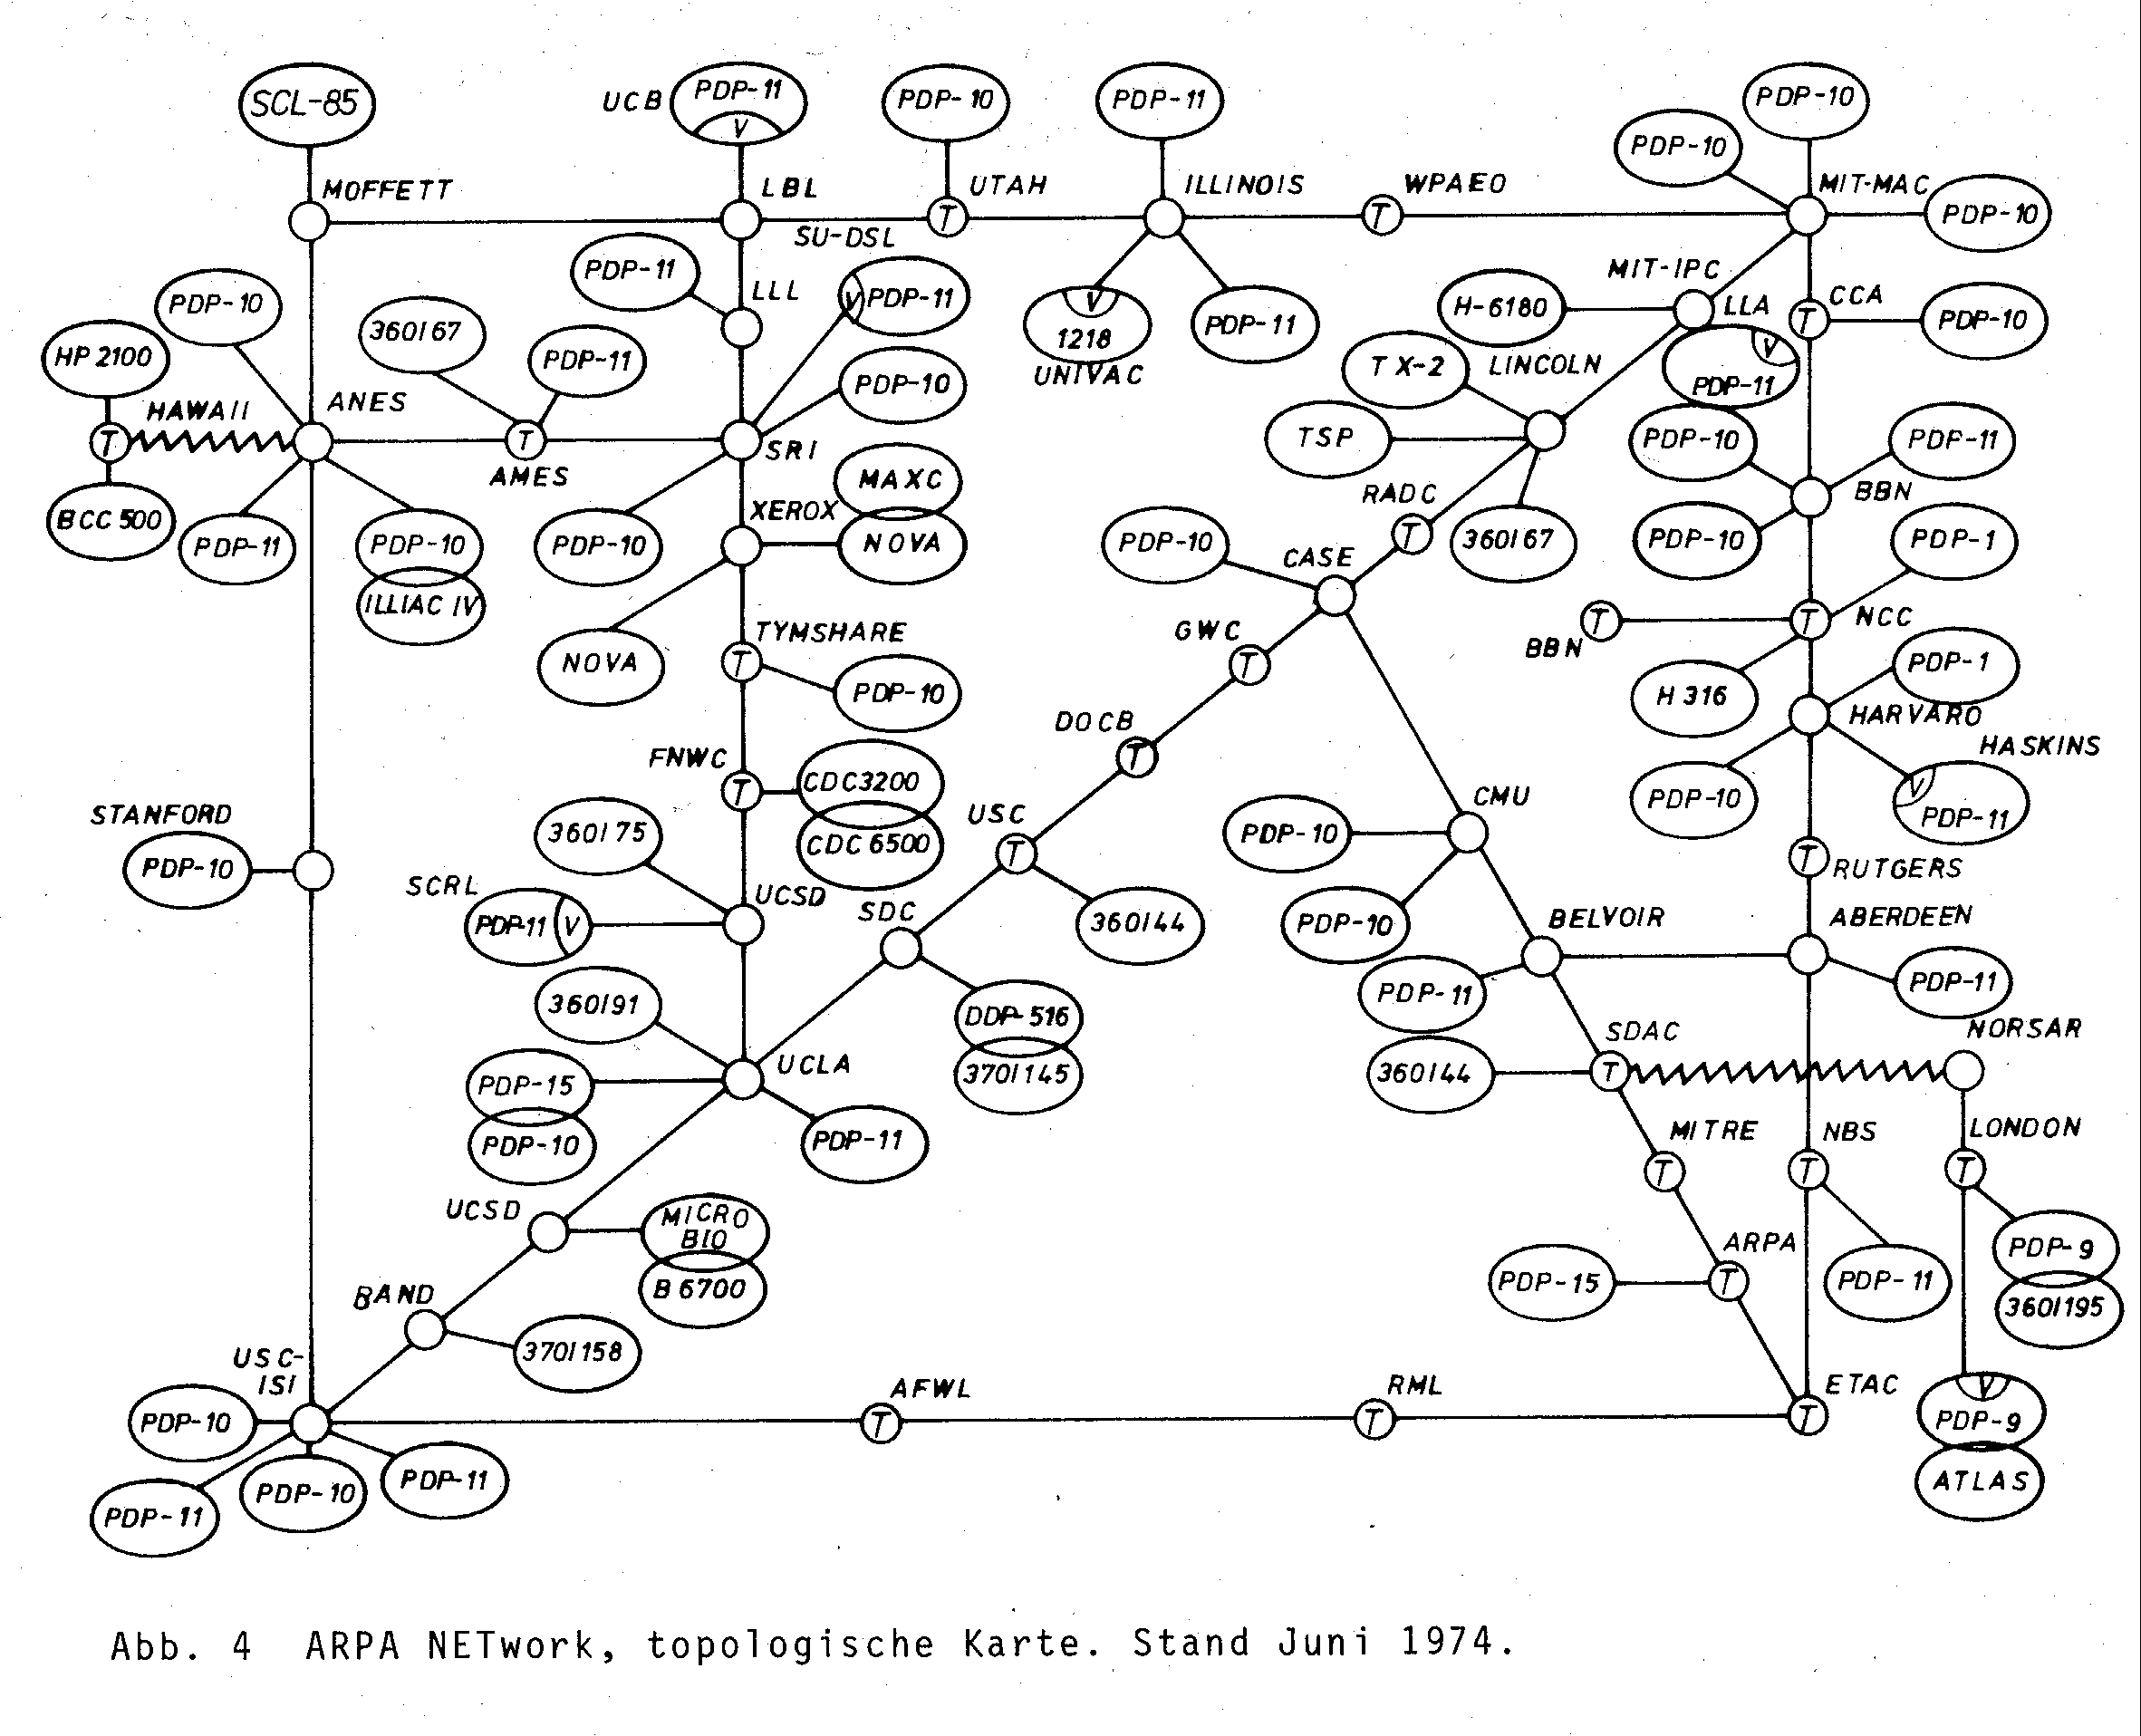 SCL-85
UCB
PDP-11
V
PDP-10
PDP-11
PDP-10
PDP-10
MOFFETT
LBL
UTAH
T
ILLINOIS
WPAEO
T
MIT-MAC
PDP-10
SU-DSL
PDP-11
LLL
V PDP-11
V
1218
UNIVAC
PDP-11
MIT-IPC
H-6180
LLA
V
PDP-11
CCA
T
PDP-10
PDP-10
360/67
PDP-11
HP 2100
HAWAII
T
ANES
T
AMES
SRI
PDP-10
TX-2
LINCOLN
TSP
PDP-10
PDP-11
BBN
BCC 500
PDP-11
PDP-10
ILLIAC IV
PDP-10
XEROX
MAXC
NOVA
NOVA
PDP-10
CASE
RADC
T
360/67
PDP-10
PDP-1
TYMSHARE
T
PDP-10
GWC
T
BBN
T
T
NCC
H 316
PDP-1
HARVARO
HASKINS
V
PDP-11
PDP-10
DOCB
T
FNWC
T
CDC3200
CDC 6500
STANFORD
PDP-10
360/75
SCRL
PDP-11 V
UCSD
SDC
USC
T
360/44
PDP-10
CMU
PDP-10
T
RUTGERS
BELVOIR
ABERDEEN
PDP-11
PDP-11
360/91
PDP-15
PDP-10
UCLA
PDP-11
DDP-516
370/145
SDAC
360/44
T
NORSAR
MITRE
T
NBS
T
LONDON
T
UCSD
MICRO
BIO
B 6700
PDP-15
ARPA
T
PDP-11
PDP-9
360/195
BAND
370/158
USC-
ISI
PDP-10
PDP-11
PDP-10
PDP-11
AFWL
T
RML
T
ETAC
T
V
PDP-9
ATLAS
Abb. 4 ARPA NETwork, topologische Karte. Stand Juni 1974.